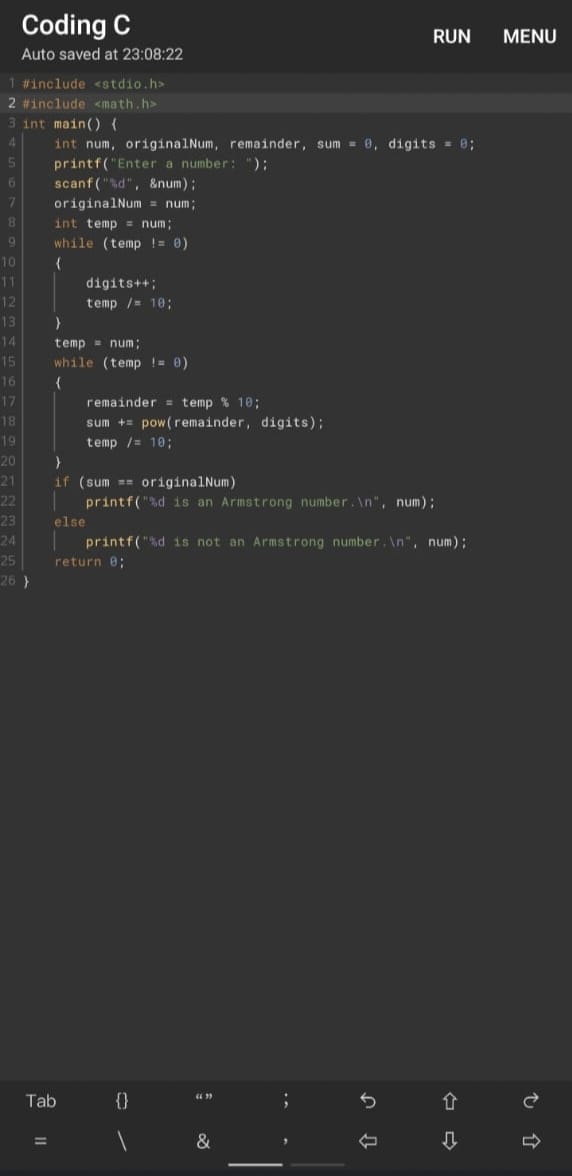 Coding C
Auto saved at 23:08:22
RUN MENU
1 #include <stdio.h>
2 #include <math.h>
3 int main() {
4 int num, originalNum, remainder, sum = 0, digits = 0;
5 printf("Enter a number: ");
6 scanf("%d", &num);
7 originalNum = num;
8 int temp = num;
9 while (temp != 0)
10 {
11 digits++;
12 temp /= 10;
13 }
14 temp = num;
15 while (temp != 0)
16 {
17 remainder = temp % 10;
18 sum += pow(remainder, digits);
19 temp /= 10;
20 }
21 if (sum == originalNum)
22 printf("%d is an Armstrong number.\n", num);
23 else
24 printf("%d is not an Armstrong number.\n", num);
25 return 0;
26 }
Tab {} “” ;
= \ & ,